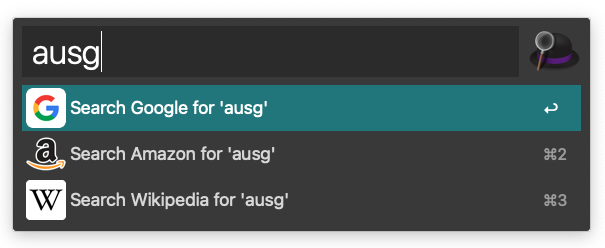 ausg
Search Google for 'ausg' ↩
Search Amazon for 'ausg' ⌘2
Search Wikipedia for 'ausg' ⌘3